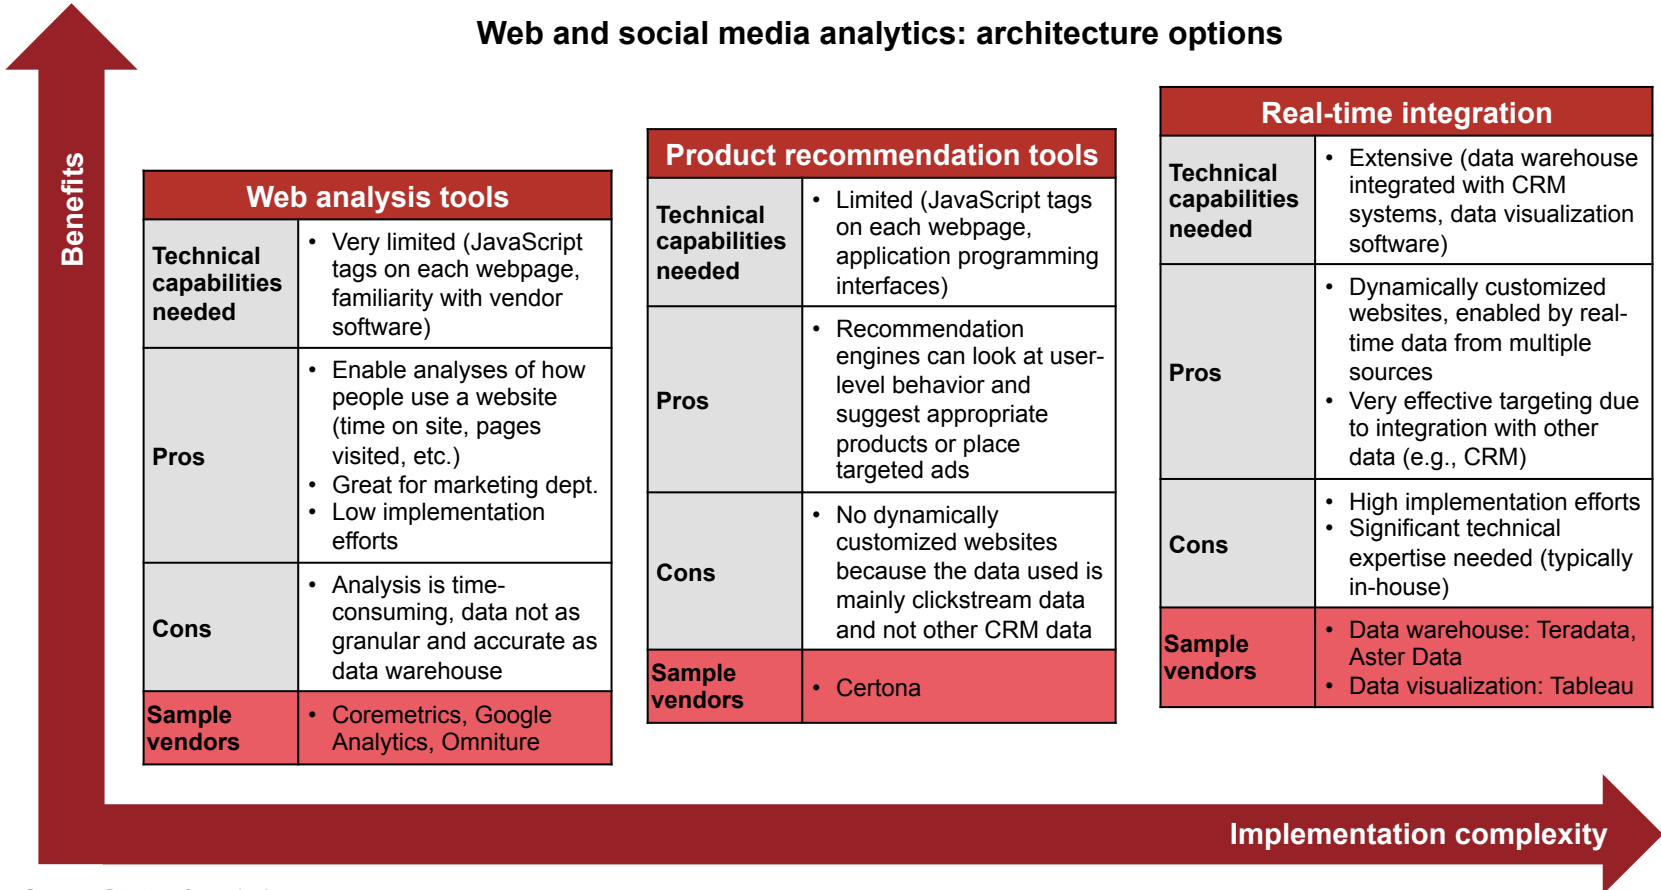 Web and social media analytics: architecture options
Benefits
Web analysis tools
Technical
capabilities
needed
• Very limited (JavaScript
tags on each webpage,
familiarity with vendor
software)
Pros
• Enable analyses of how
people use a website
(time on site, pages
visited, etc.)
• Great for marketing dept.
• Low implementation
efforts
Cons
• Analysis is time-
consuming, data not as
granular and accurate as
data warehouse
Sample
vendors
• Coremetrics, Google
Analytics, Omniture
Product recommendation tools
Technical
capabilities
needed
• Limited (JavaScript tags
on each webpage,
application programming
interfaces)
Pros
• Recommendation
engines can look at user-
level behavior and
suggest appropriate
products or place
targeted ads
Cons
• No dynamically
customized websites
because the data used is
mainly clickstream data
and not other CRM data
Sample
vendors
• Certona
Real-time integration
Technical
capabilities
needed
• Extensive (data warehouse
integrated with CRM
systems, data visualization
software)
Pros
• Dynamically customized
websites, enabled by real-
time data from multiple
sources
• Very effective targeting due
to integration with other
data (e.g., CRM)
Cons
• High implementation efforts
• Significant technical
expertise needed (typically
in-house)
Sample
vendors
• Data warehouse: Teradata,
Aster Data
• Data visualization: Tableau
Implementation complexity